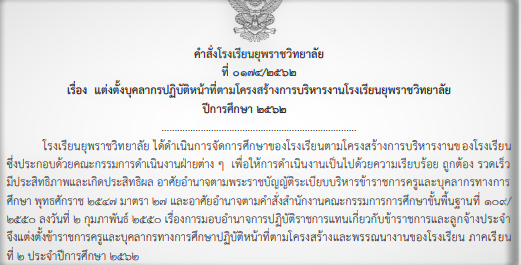 คำสั่งโรงเรียนยุพราชวิทยาลัย
ที่ ๐๑๗๘/๒๕๖๒
เรื่อง แต่งตั้งบุคลากรปฏิบัติหน้าที่ตามโครงสร้างการบริหารงานโรงเรียนยุพราชวิทยาลัย
ปีการศึกษา ๒๕๖๒
..........................................................
โรงเรียนยุพราชวิทยาลัย ได้ดำเนินการจัดการศึกษาของโรงเรียนตามโครงสร้างการบริหารงานของโรงเรียน
ซึ่งประกอบด้วยคณะกรรมการดำเนินงานฝ่ายต่าง ๆ เพื่อให้การดำเนินงานเป็นไปด้วยความเรียบร้อย ถูกต้อง รวดเร็ว
มีประสิทธิภาพและเกิดประสิทธิผล อาศัยอำนาจตามพระราชบัญญัติระเบียบบริหารข้าราชการครูและบุคลากรทางการ
ศึกษา พุทธศักราช ๒๕๔๗ มาตรา ๒๗ และอาศัยอำนาจตามคำสั่งสำนักงานคณะกรรมการการศึกษาขั้นพื้นฐานที่ ๑๐๙/
๒๕๕๐ ลงวันที่ ๒ กุมภาพันธ์ ๒๕๕๐ เรื่องการมอบอำนาจการปฏิบัติราชการแทนเกี่ยวกับข้าราชการและลูกจ้างประจำ
จึงแต่งตั้งข้าราชการครูและบุคลากรทางการศึกษาปฏิบัติหน้าที่ตามโครงสร้างและพรรณนางานของโรงเรียน ภาคเรียน
ที่ ๒ ประจำปีการศึกษา ๒๕๖๒